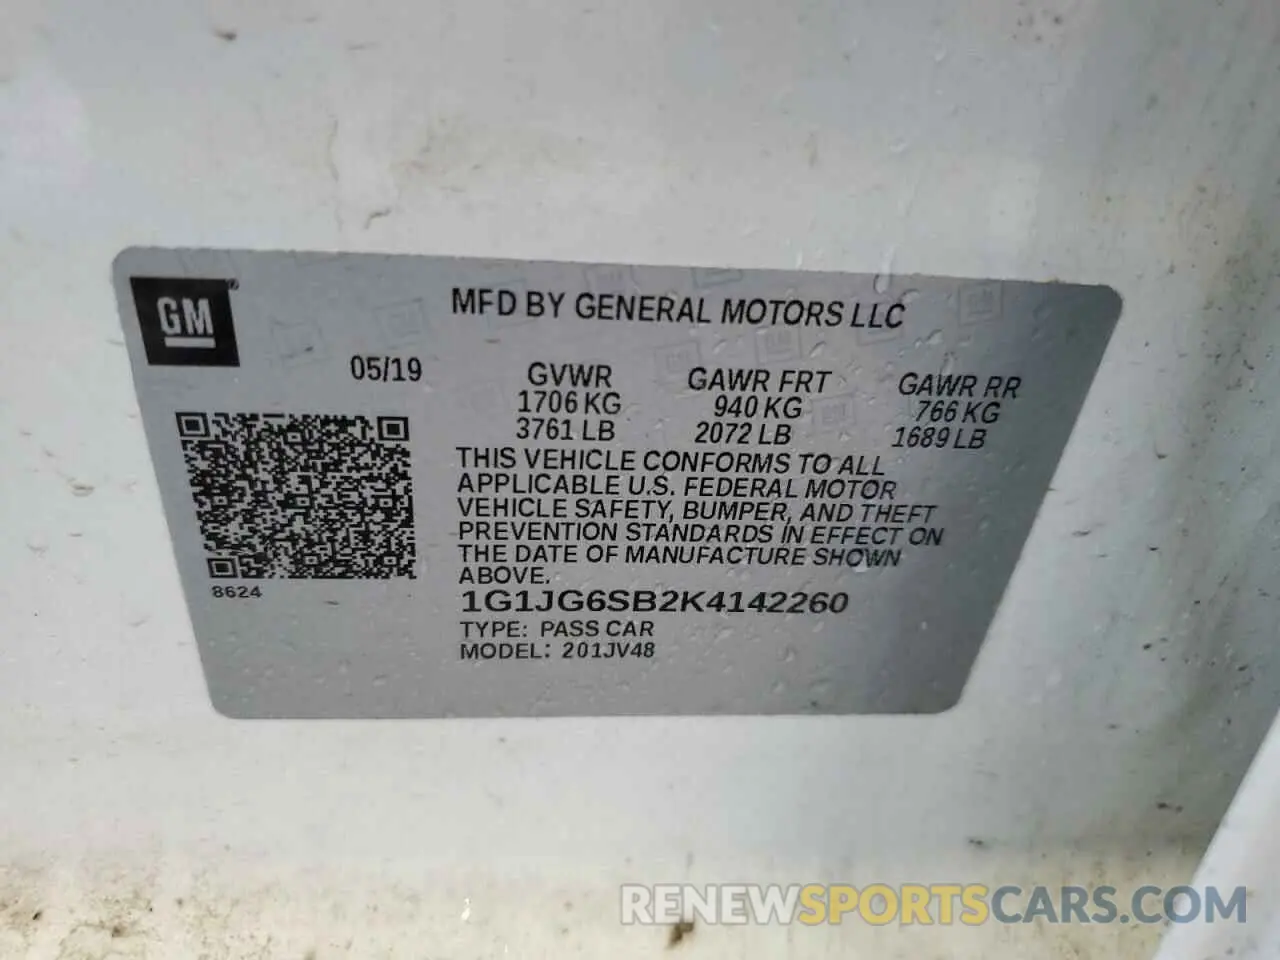 GM
MFD BY GENERAL MOTORS LLC
05/19
GVWR GAWR FRT GAWR RR
1706 KG 940 KG 766 KG
3761 LB 2072 LB 1689 LB
THIS VEHICLE CONFORMS TO ALL
APPLICABLE U.S. FEDERAL MOTOR
VEHICLE SAFETY, BUMPER, AND THEFT
PREVENTION STANDARDS IN EFFECT ON
THE DATE OF MANUFACTURE SHOWN
ABOVE.
8624
1G1JG6SB2K4142260
TYPE: PASS CAR
MODEL: 201JV48
RENEWSPORTSCARS.COM